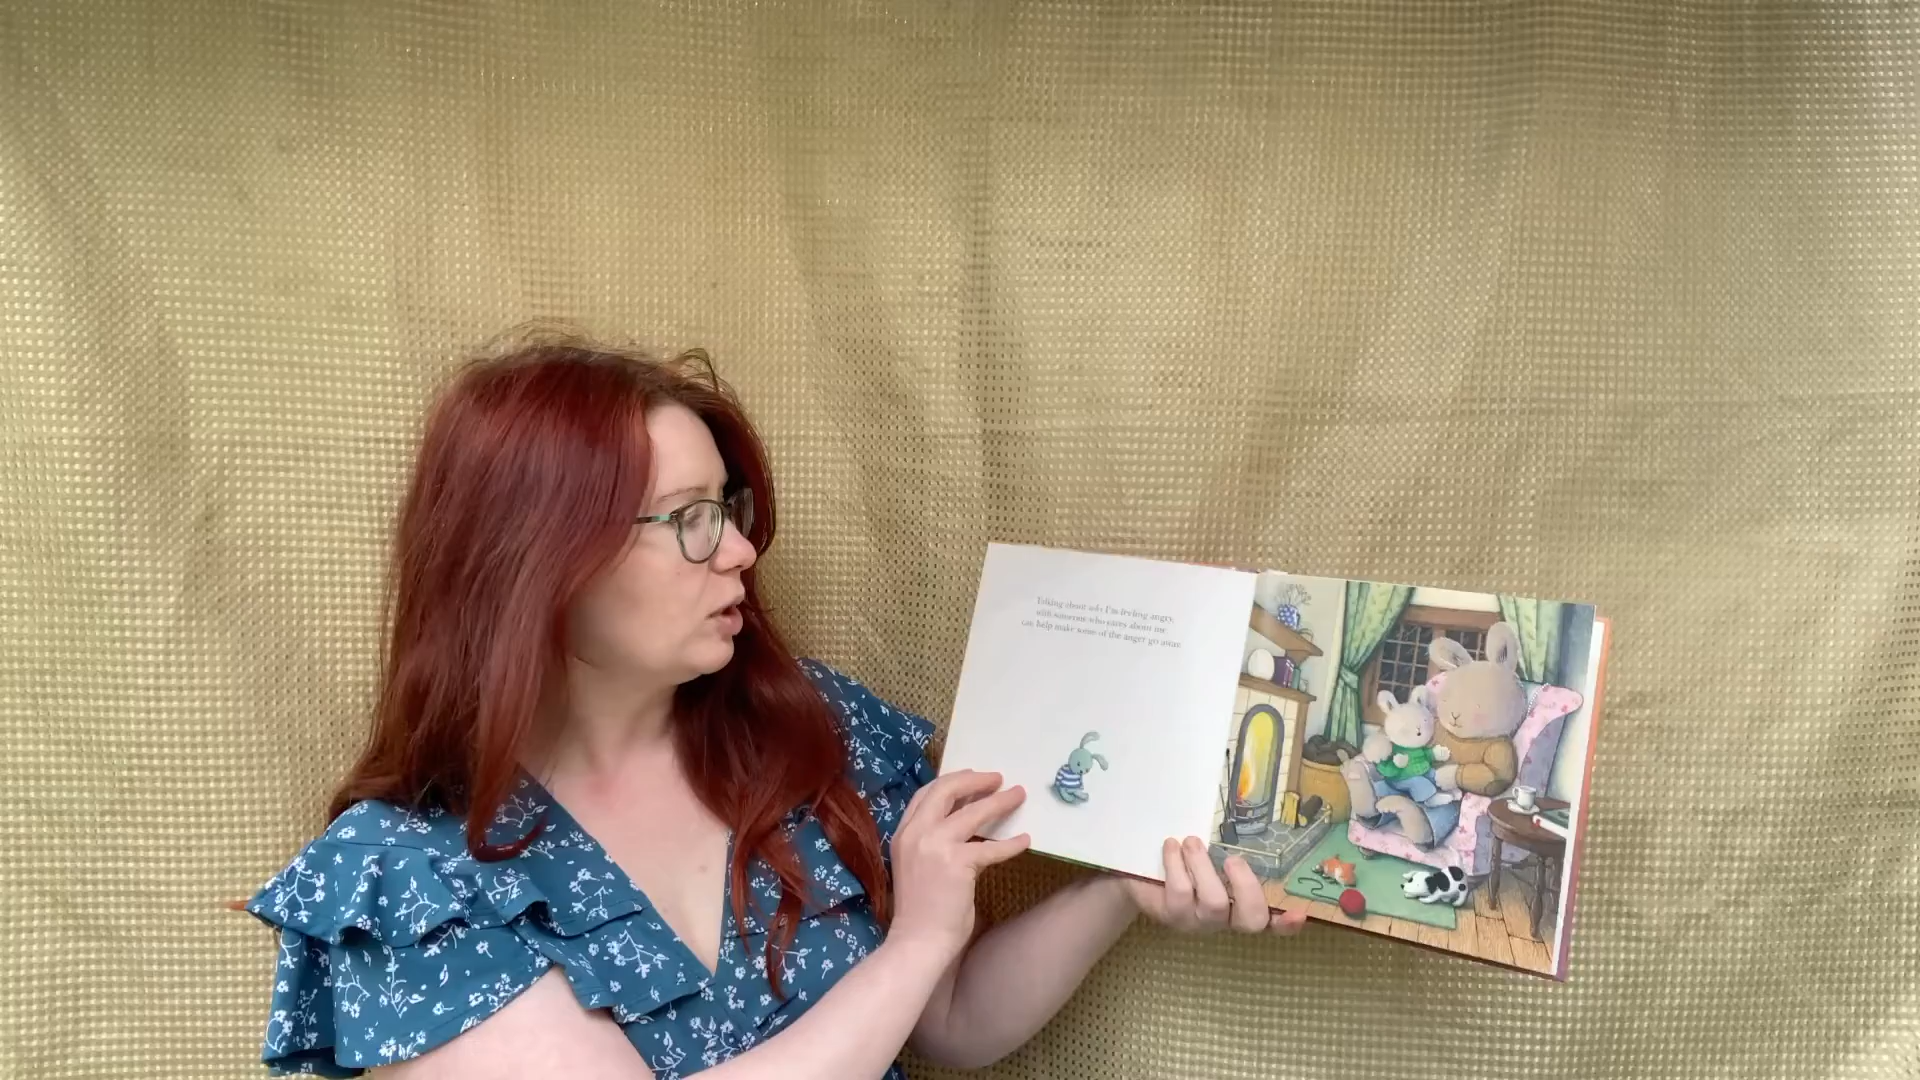 Talking about why I'm feeling angry,
with someone who cares about me
can help make some of the anger go away.